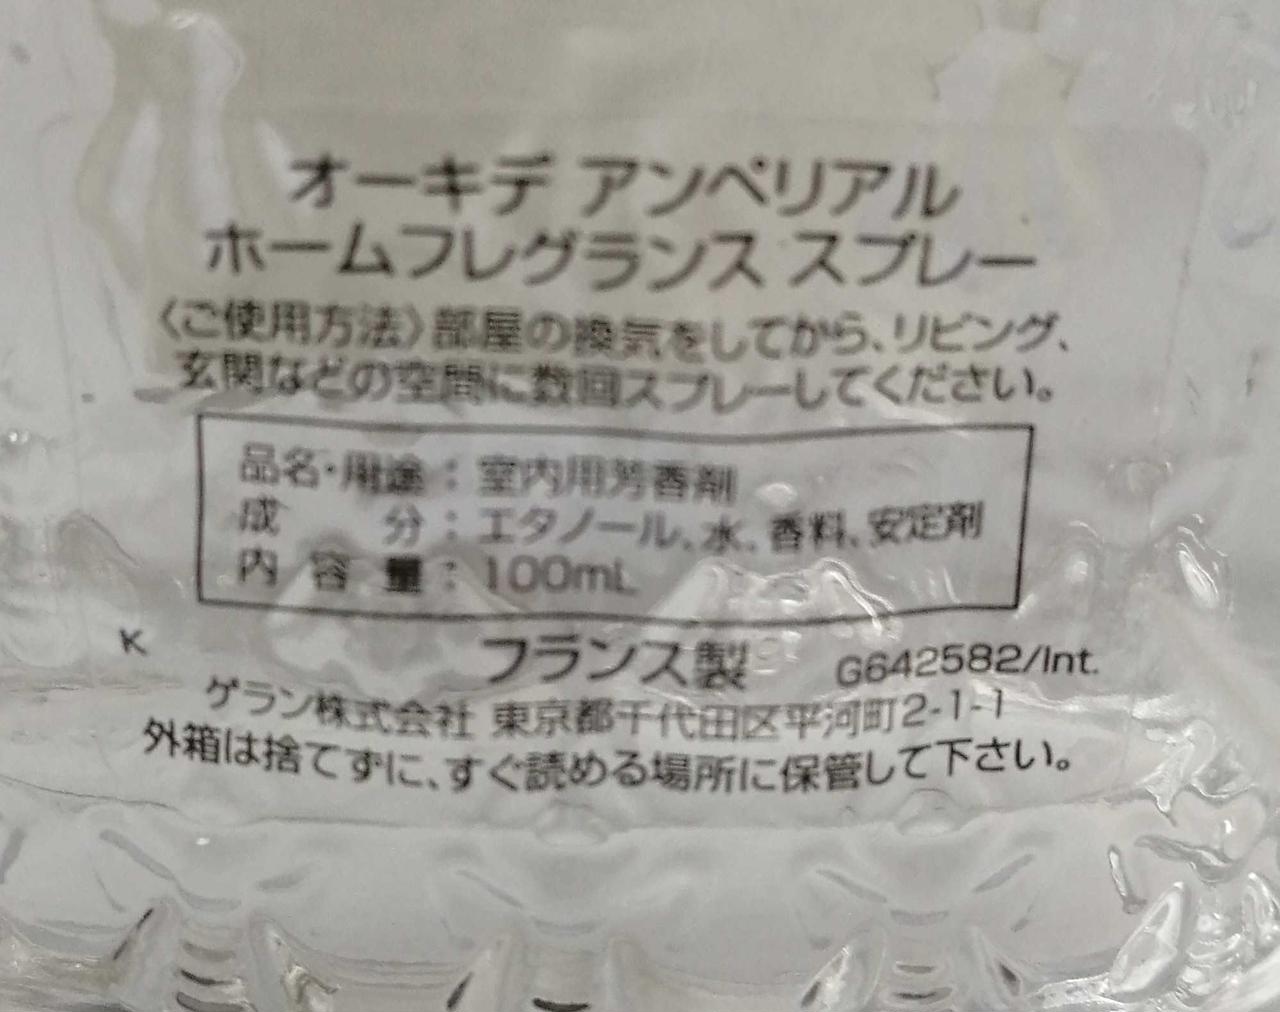 オーキデ アンペリアル
ホームフレグランス スプレー
〈ご使用方法〉部屋の換気をしてから、リビング、
玄関などの空間に数回スプレーしてください。
品名・用途：室内用芳香剤
成分：エタノール、水、香料、安定剤
内容量：100mL
K
フランス製 G642582/Int.
ゲラン株式会社 東京都千代田区平河町2-1-1
外箱は捨てずに、すぐ読める場所に保管して下さい。